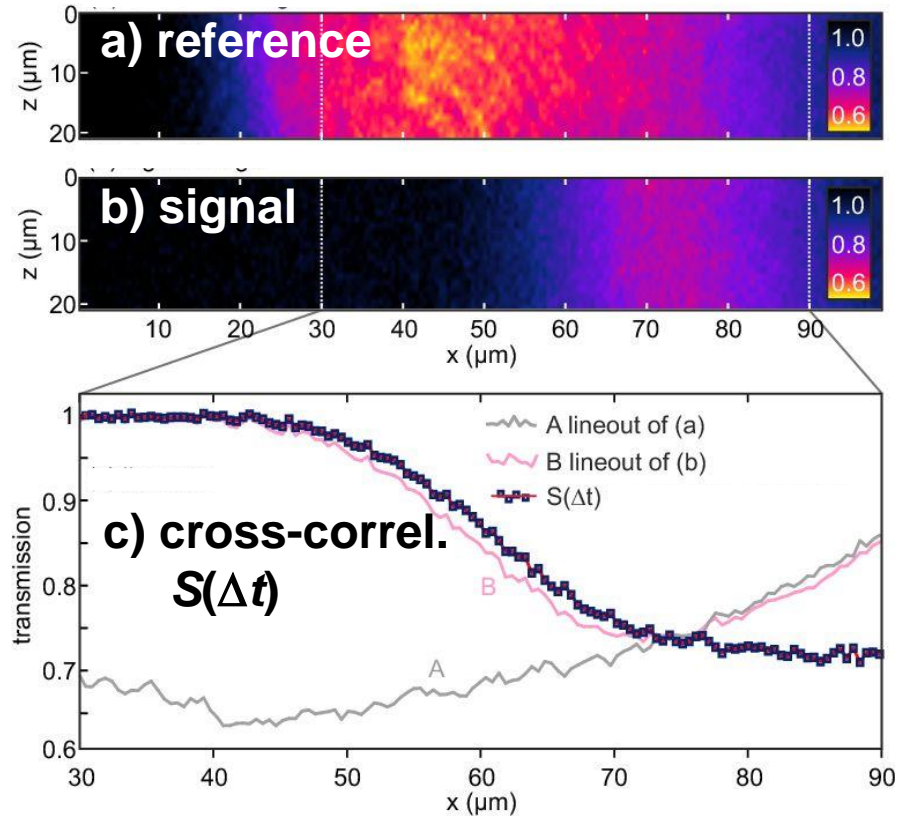 0
a) reference
1.0
z (µm)
10
0.8
0.6
20
0
b) signal
1.0
z (µm)
10
0.8
0.6
20
10 20 30 40 50 60 70 80 90
x (µm)
1
A lineout of (a)
B lineout of (b)
S(Δt)
0.9
c) cross-correl.
S(Δt)
transmission
0.8
B
0.7
A
0.6
30 40 50 60 70 80 90
x (µm)